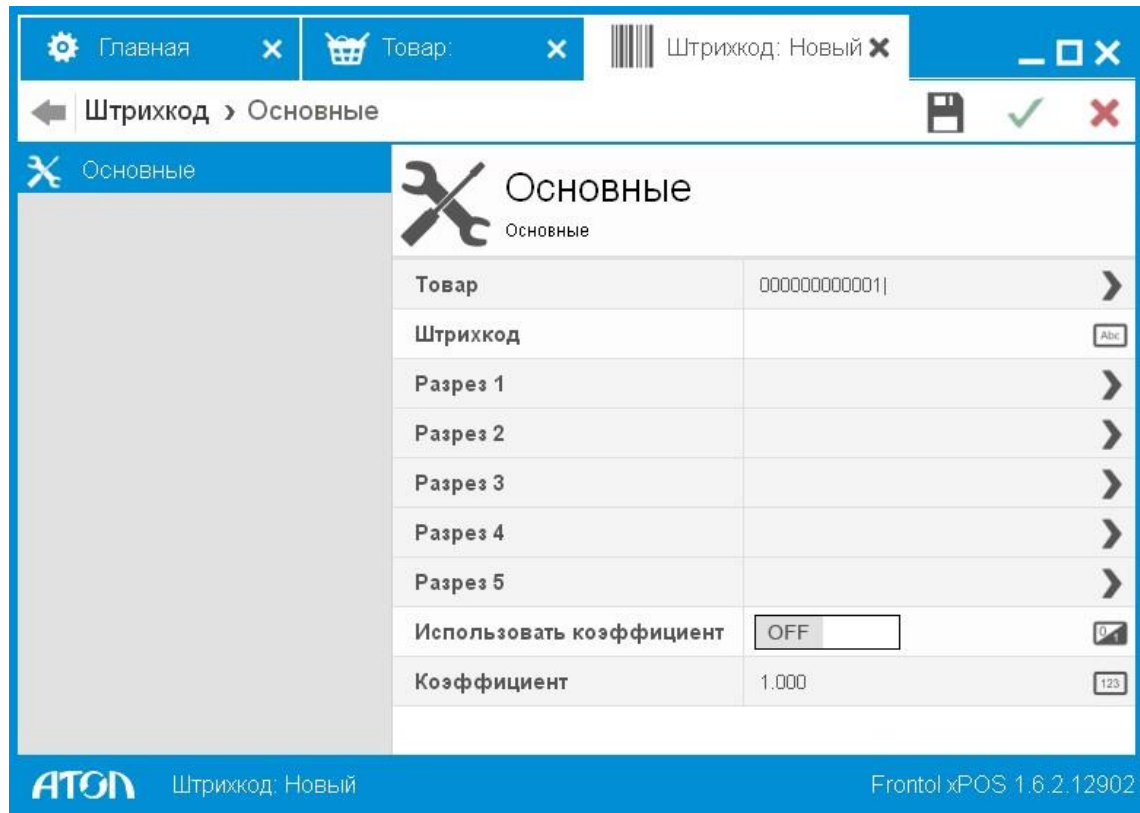 Главная
Товар:
Штрихкод: Новый
Штрихкод › Основные
Основные
Основные
Основные
Товар 000000000001|
Штрихкод Abc
Разрез 1
Разрез 2
Разрез 3
Разрез 4
Разрез 5
Использовать коэффициент OFF 0 1
Коэффициент 1.000 123
АТОЛ Штрихкод: Новый Frontol xPOS 1.6.2.12902